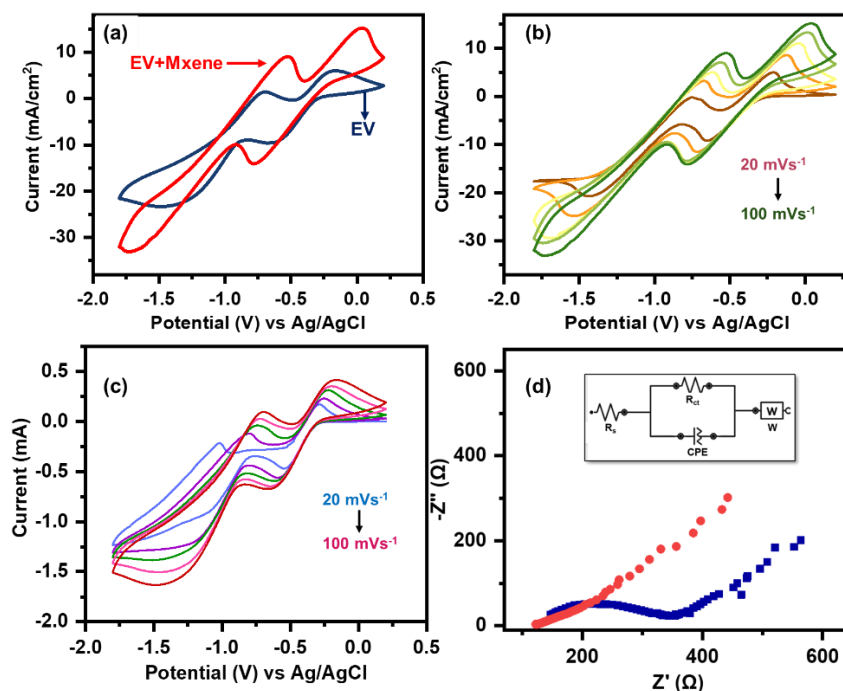 (a)
EV+Mxene
EV
Current (mA/cm²)
10
0
-10
-20
-30
-2.0 -1.5 -1.0 -0.5 0.0 0.5
Potential (V) vs Ag/AgCl
(b)
20 mVs⁻¹
100 mVs⁻¹
Current (mA/cm²)
10
0
-10
-20
-30
-2.0 -1.5 -1.0 -0.5 0.0
Potential (V) vs Ag/AgCl
(c)
20 mVs⁻¹
100 mVs⁻¹
Current (mA)
0.5
0.0
-0.5
-1.0
-1.5
-2.0
-2.0 -1.5 -1.0 -0.5 0.0 0.5
Potential (V) vs Ag/AgCl
(d)
Rct
Rs
CPE
W
C
W
-Z'' (Ω)
600
400
200
0
200 400 600
Z' (Ω)